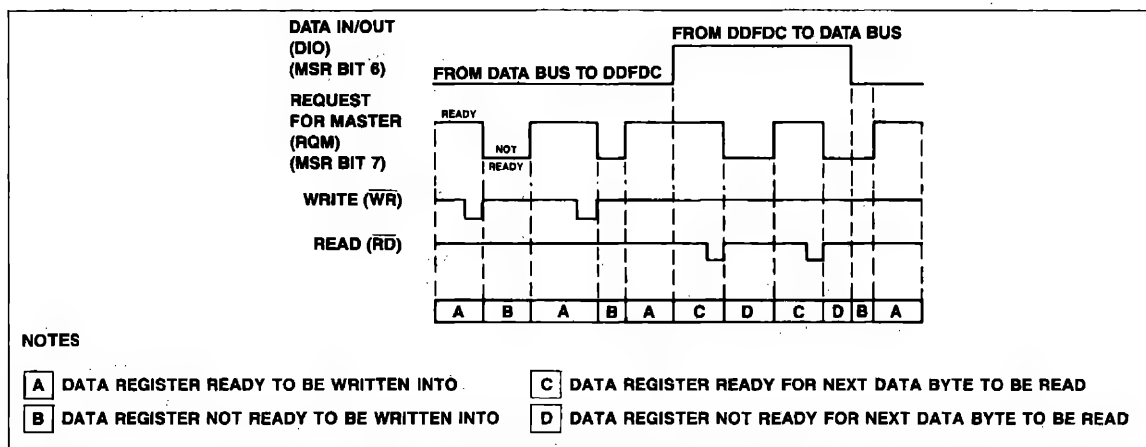 DATA IN/OUT
(DIO)
(MSR BIT 6)
FROM DATA BUS TO DDFDC
FROM DDFDC TO DATA BUS
REQUEST
FOR MASTER
(RQM)
(MSR BIT 7)
READY
NOT
READY
WRITE (WR)
READ (RD)
A B A B A C D C D B A
NOTES
A DATA REGISTER READY TO BE WRITTEN INTO
B DATA REGISTER NOT READY TO BE WRITTEN INTO
C DATA REGISTER READY FOR NEXT DATA BYTE TO BE READ
D DATA REGISTER NOT READY FOR NEXT DATA BYTE TO BE READ